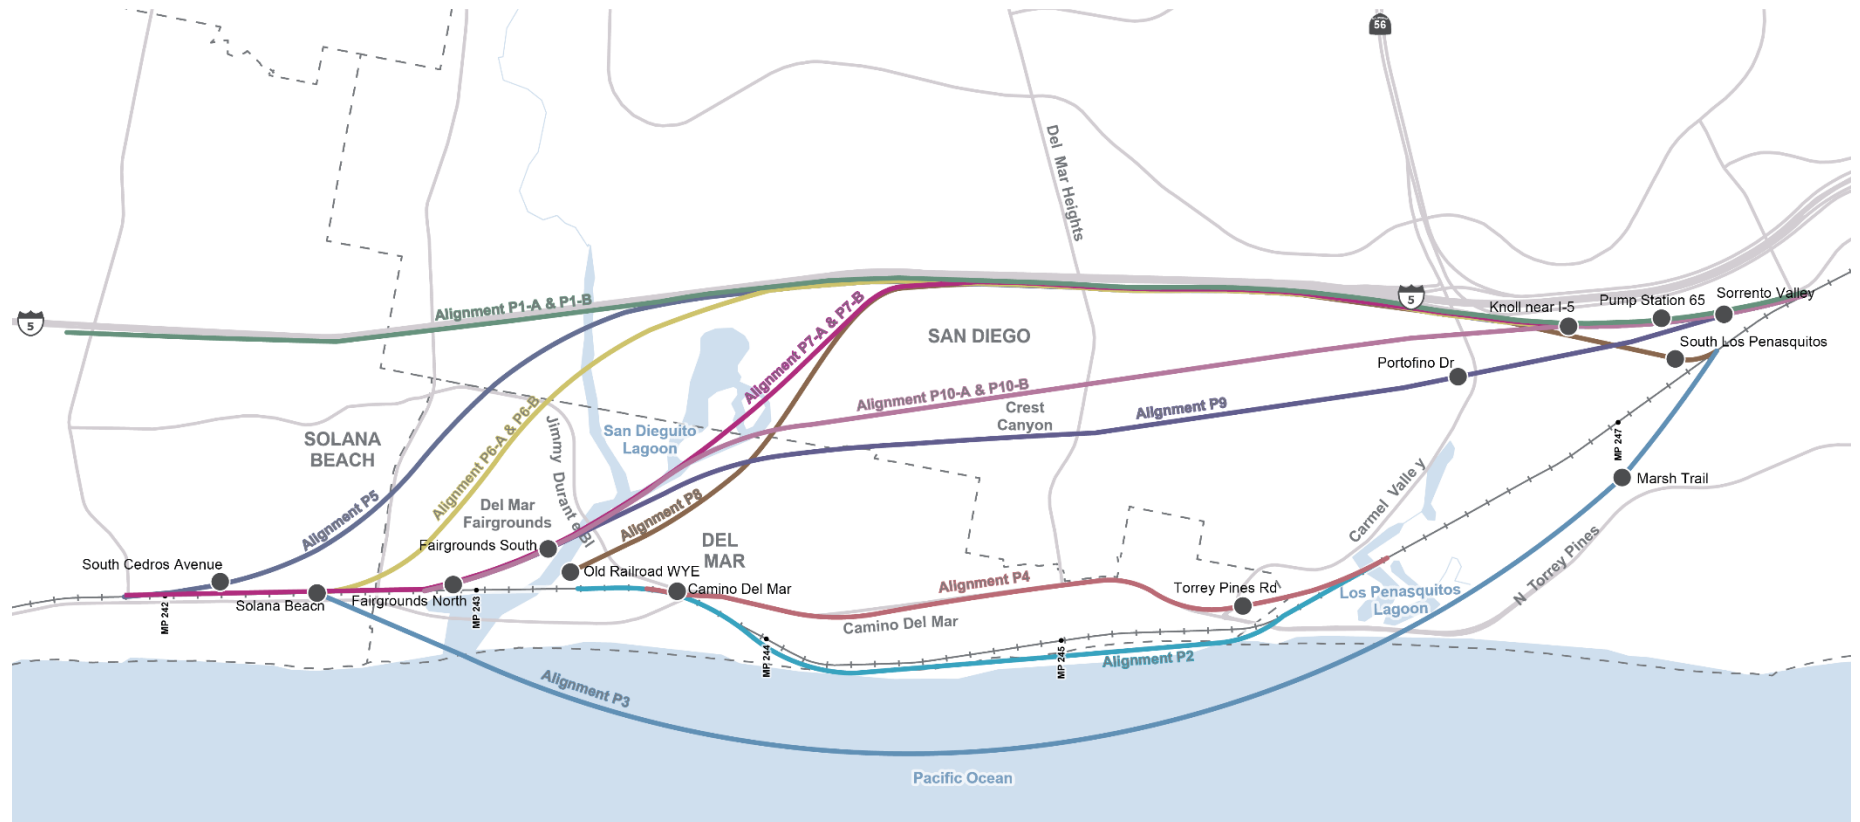 56
Del Mar Heights
Alignment P1-A & P1-B
5
5
Knoll near I-5
Pump Station 65
Sorrento Valley
South Los Penasquitos
Alignment P7-A & P7-B
SAN DIEGO
Portofino Dr
Alignment P10-A & P10-B
Alignment P9
Crest
Canyon
Alignment P6-A & P6-B
San Dieguito
Lagoon
Jimmy Durant e Bl
SOLANA
BEACH
MP 247
Marsh Trail
Carmel Valle y
Alignment P5
Alignment P8
Del Mar
Fairgrounds
Fairgrounds South
DEL
MAR
N Torrey Pines
South Cedros Avenue
Old Railroad WYE
Camino Del Mar
Alignment P4
Torrey Pines Rd
Los Penasquitos
Lagoon
Solana Beach
Fairgrounds North
MP 242
MP 243
Camino Del Mar
MP 244
MP 245
Alignment P2
Alignment P3
Pacific Ocean